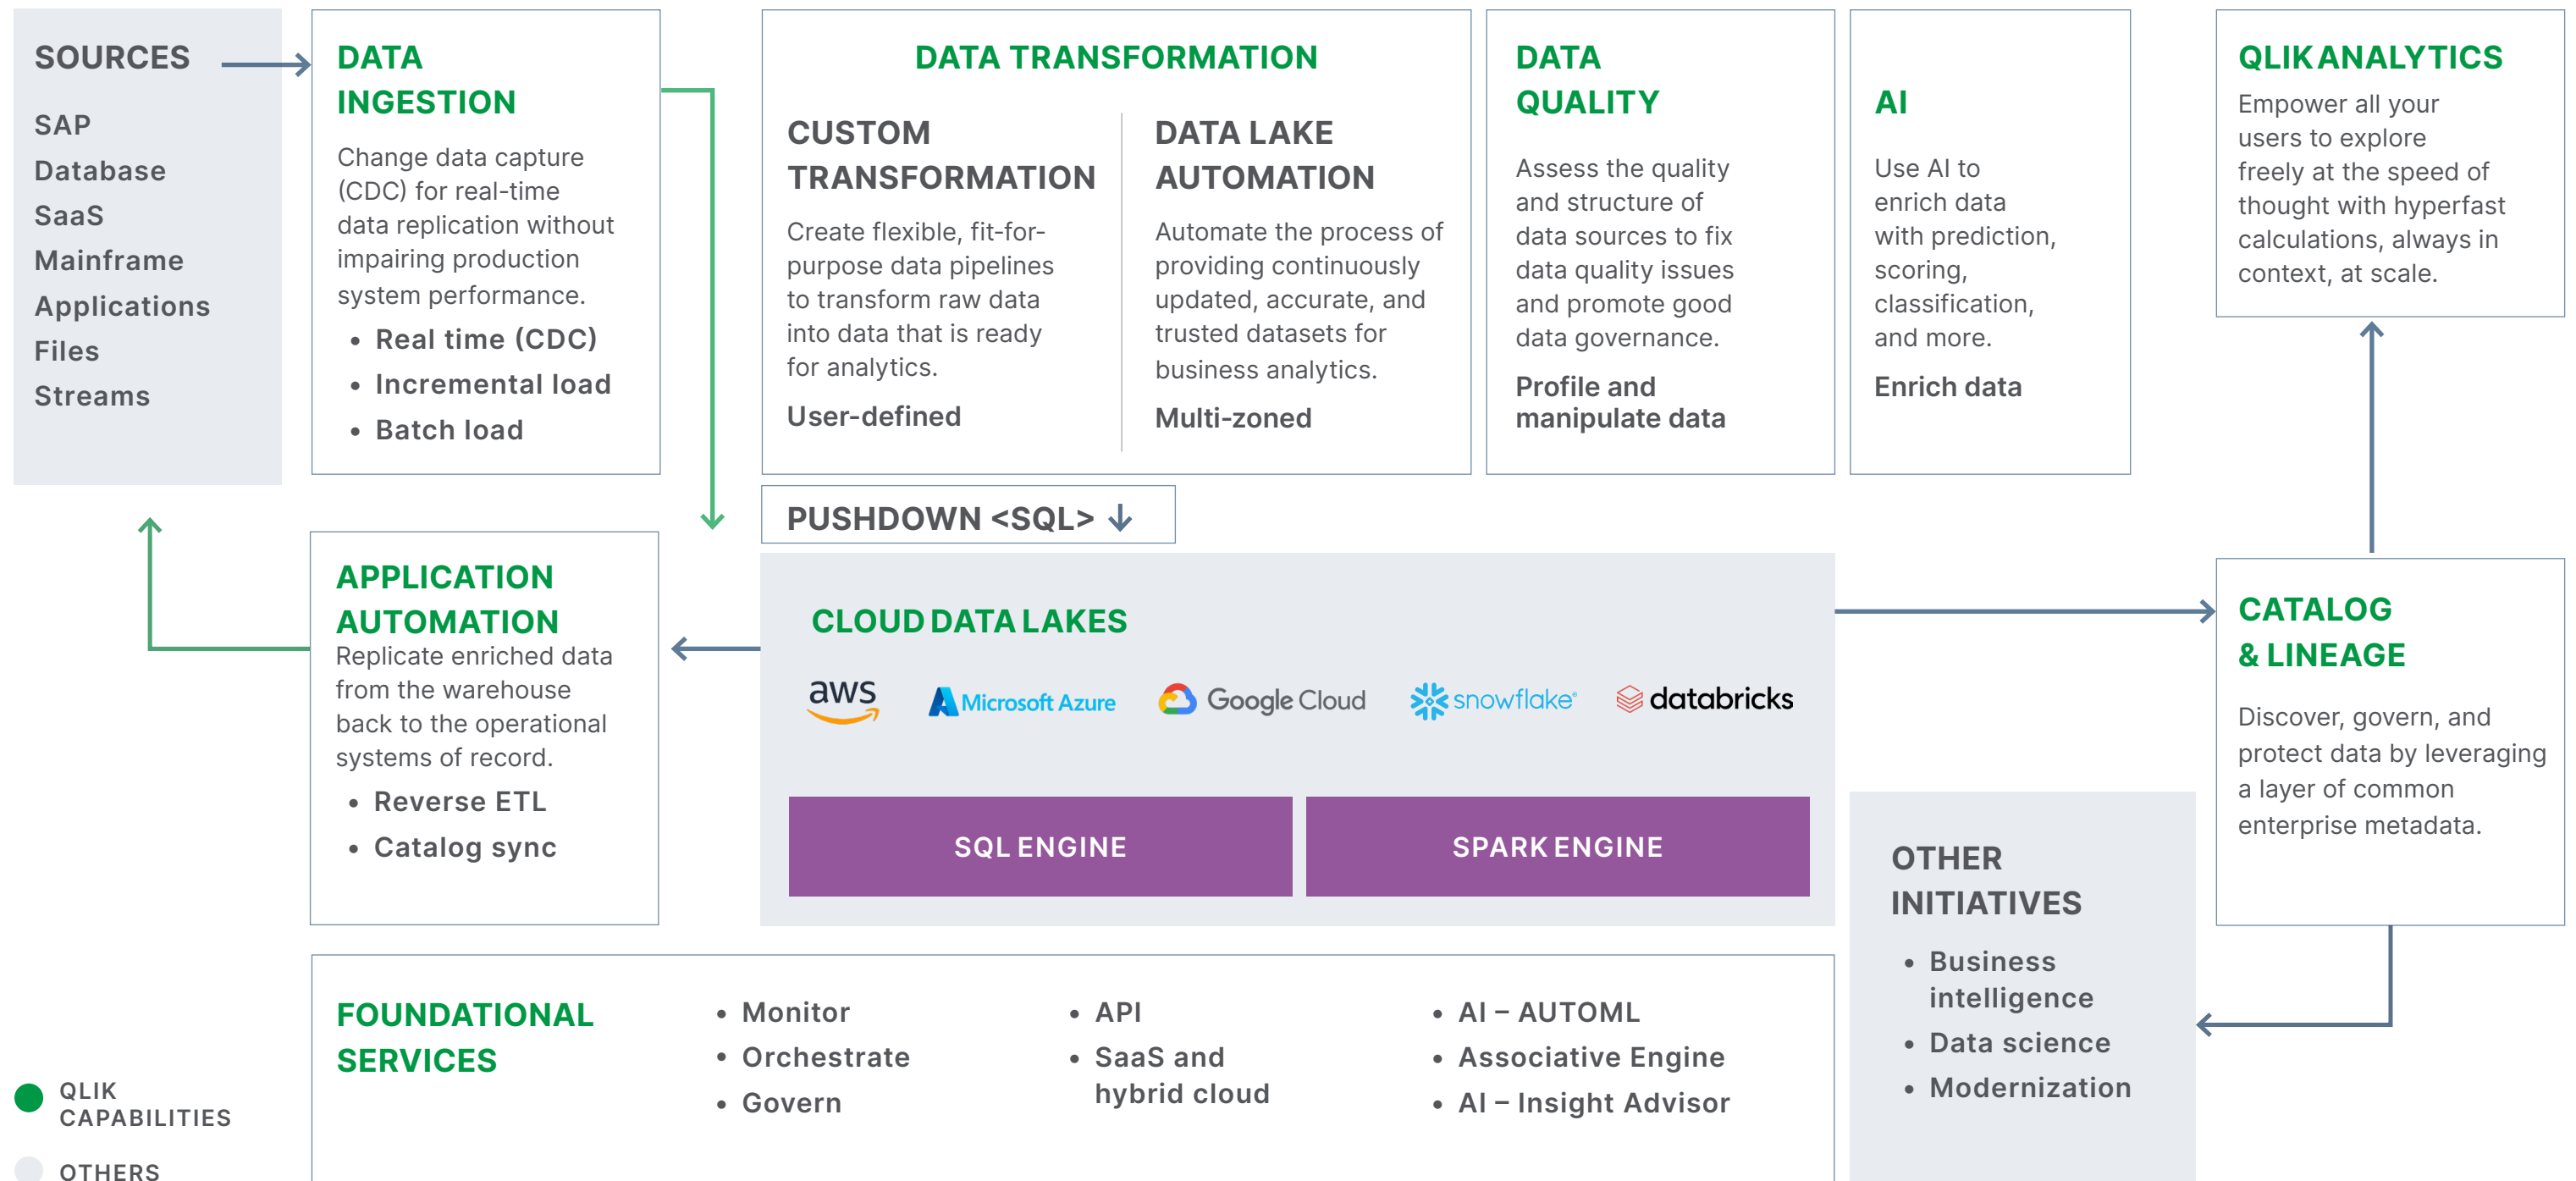 SOURCES
SAP
Database
SaaS
Mainframe
Applications
Files
Streams
DATA
INGESTION
Change data capture
(CDC) for real-time
data replication without
impairing production
system performance.
• Real time (CDC)
• Incremental load
• Batch load
DATA TRANSFORMATION
CUSTOM
TRANSFORMATION
Create flexible, fit-for-
purpose data pipelines
to transform raw data
into data that is ready
for analytics.
User-defined
DATA LAKE
AUTOMATION
Automate the process of
providing continuously
updated, accurate, and
trusted datasets for
business analytics.
Multi-zoned
DATA
QUALITY
Assess the quality
and structure of
data sources to fix
data quality issues
and promote good
data governance.
Profile and
manipulate data
AI
Use AI to
enrich data
with prediction,
scoring,
classification,
and more.
Enrich data
QLIK ANALYTICS
Empower all your
users to explore
freely at the speed of
thought with hyperfast
calculations, always in
context, at scale.
PUSHDOWN <SQL>
APPLICATION
AUTOMATION
Replicate enriched data
from the warehouse
back to the operational
systems of record.
• Reverse ETL
• Catalog sync
CLOUD DATA LAKES
aws
Microsoft Azure
Google Cloud
snowflake®
databricks
SQL ENGINE
SPARK ENGINE
CATALOG
& LINEAGE
Discover, govern, and
protect data by leveraging
a layer of common
enterprise metadata.
OTHER
INITIATIVES
• Business
intelligence
• Data science
• Modernization
FOUNDATIONAL
SERVICES
• Monitor
• Orchestrate
• Govern
• API
• SaaS and
hybrid cloud
• AI – AUTOML
• Associative Engine
• AI – Insight Advisor
QLIK
CAPABILITIES
OTHERS